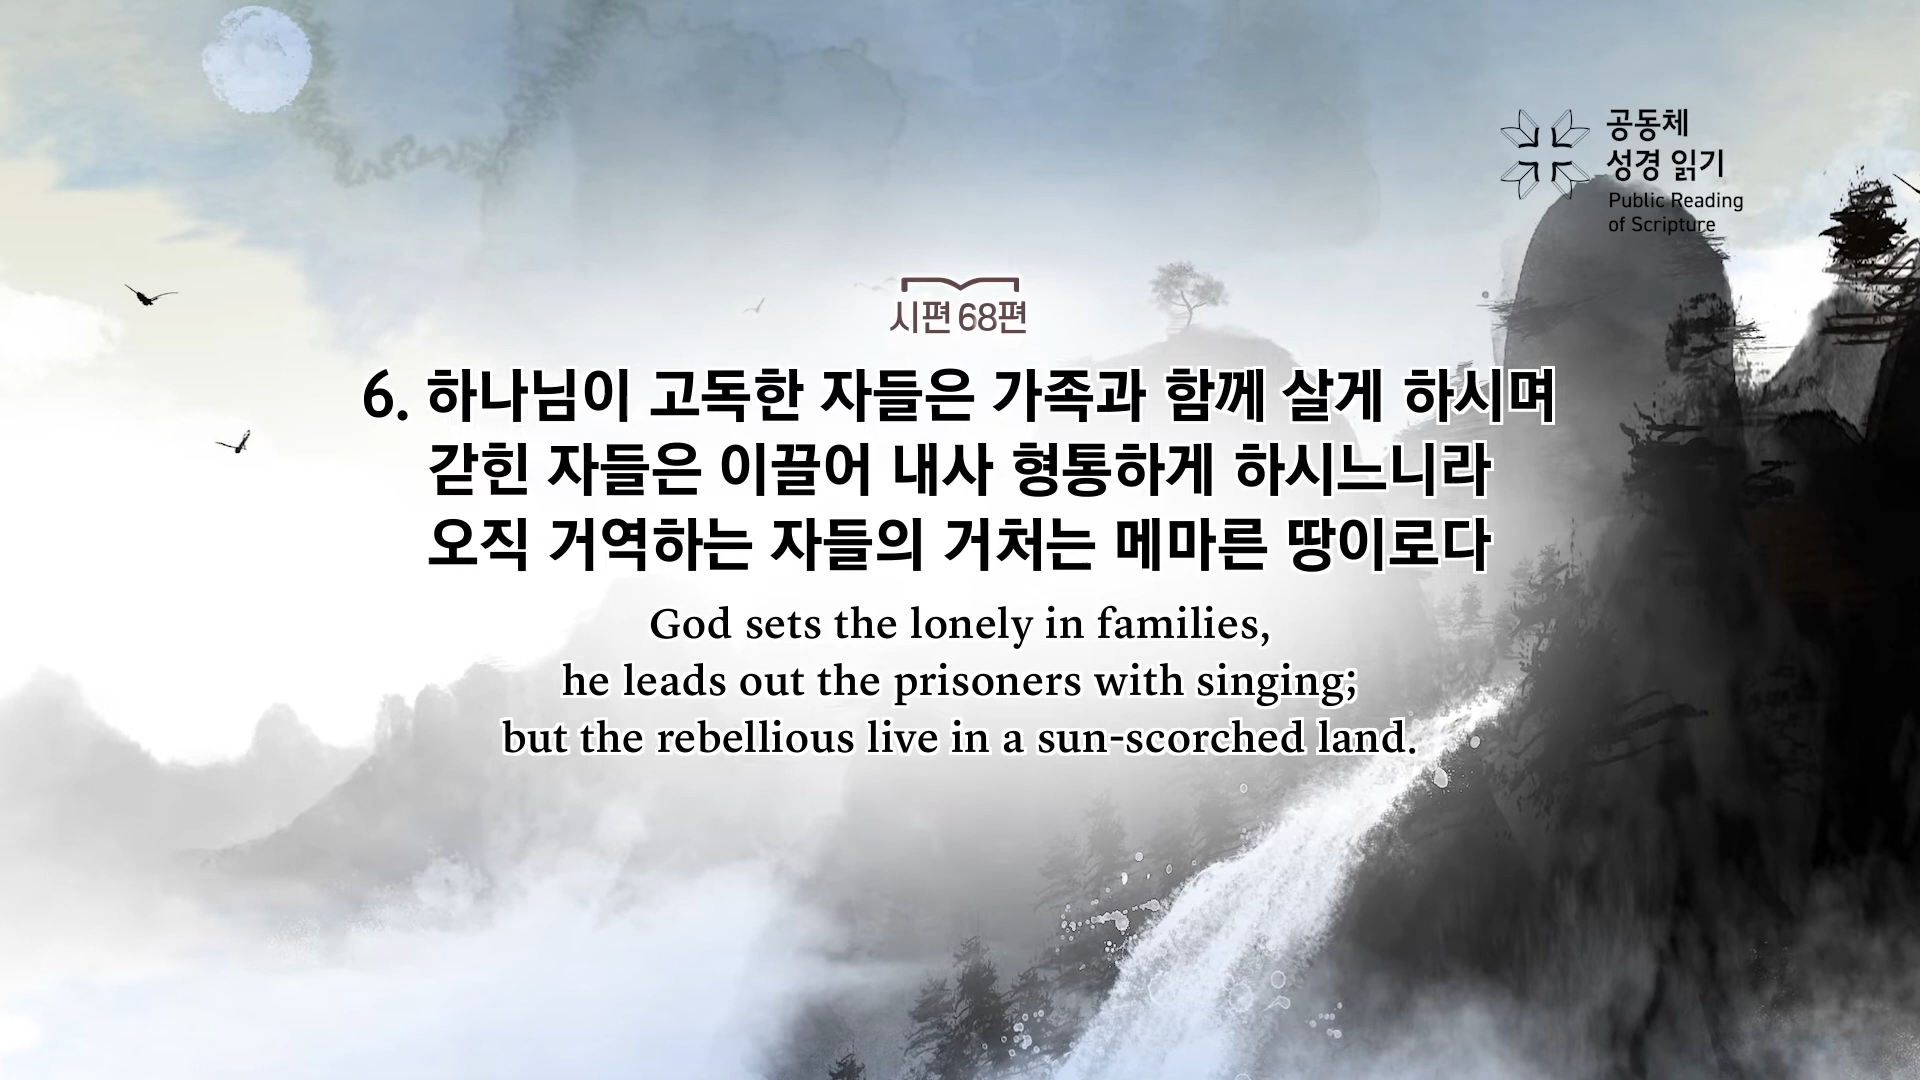 공동체
성경 읽기
Public Reading
of Scripture
시편 68편
6. 하나님이 고독한 자들은 가족과 함께 살게 하시며
갇힌 자들은 이끌어 내사 형통하게 하시느니라
오직 거역하는 자들의 거처는 메마른 땅이로다
God sets the lonely in families,
he leads out the prisoners with singing;
but the rebellious live in a sun-scorched land.